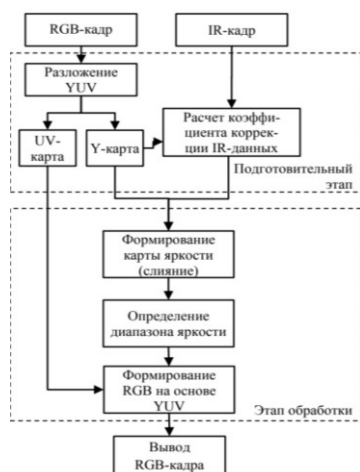 RGB-кадр
IR-кадр
Разложение
YUV
UV-
карта
Y-карта
Расчет коэффи-
циента коррек-
ции IR-данных
Подготовительный
этап
Формирование
карты яркости
(слияние)
Определение
диапазона яркости
Формирование
RGB на основе
YUV
Этап обработки
Вывод
RGB-кадра